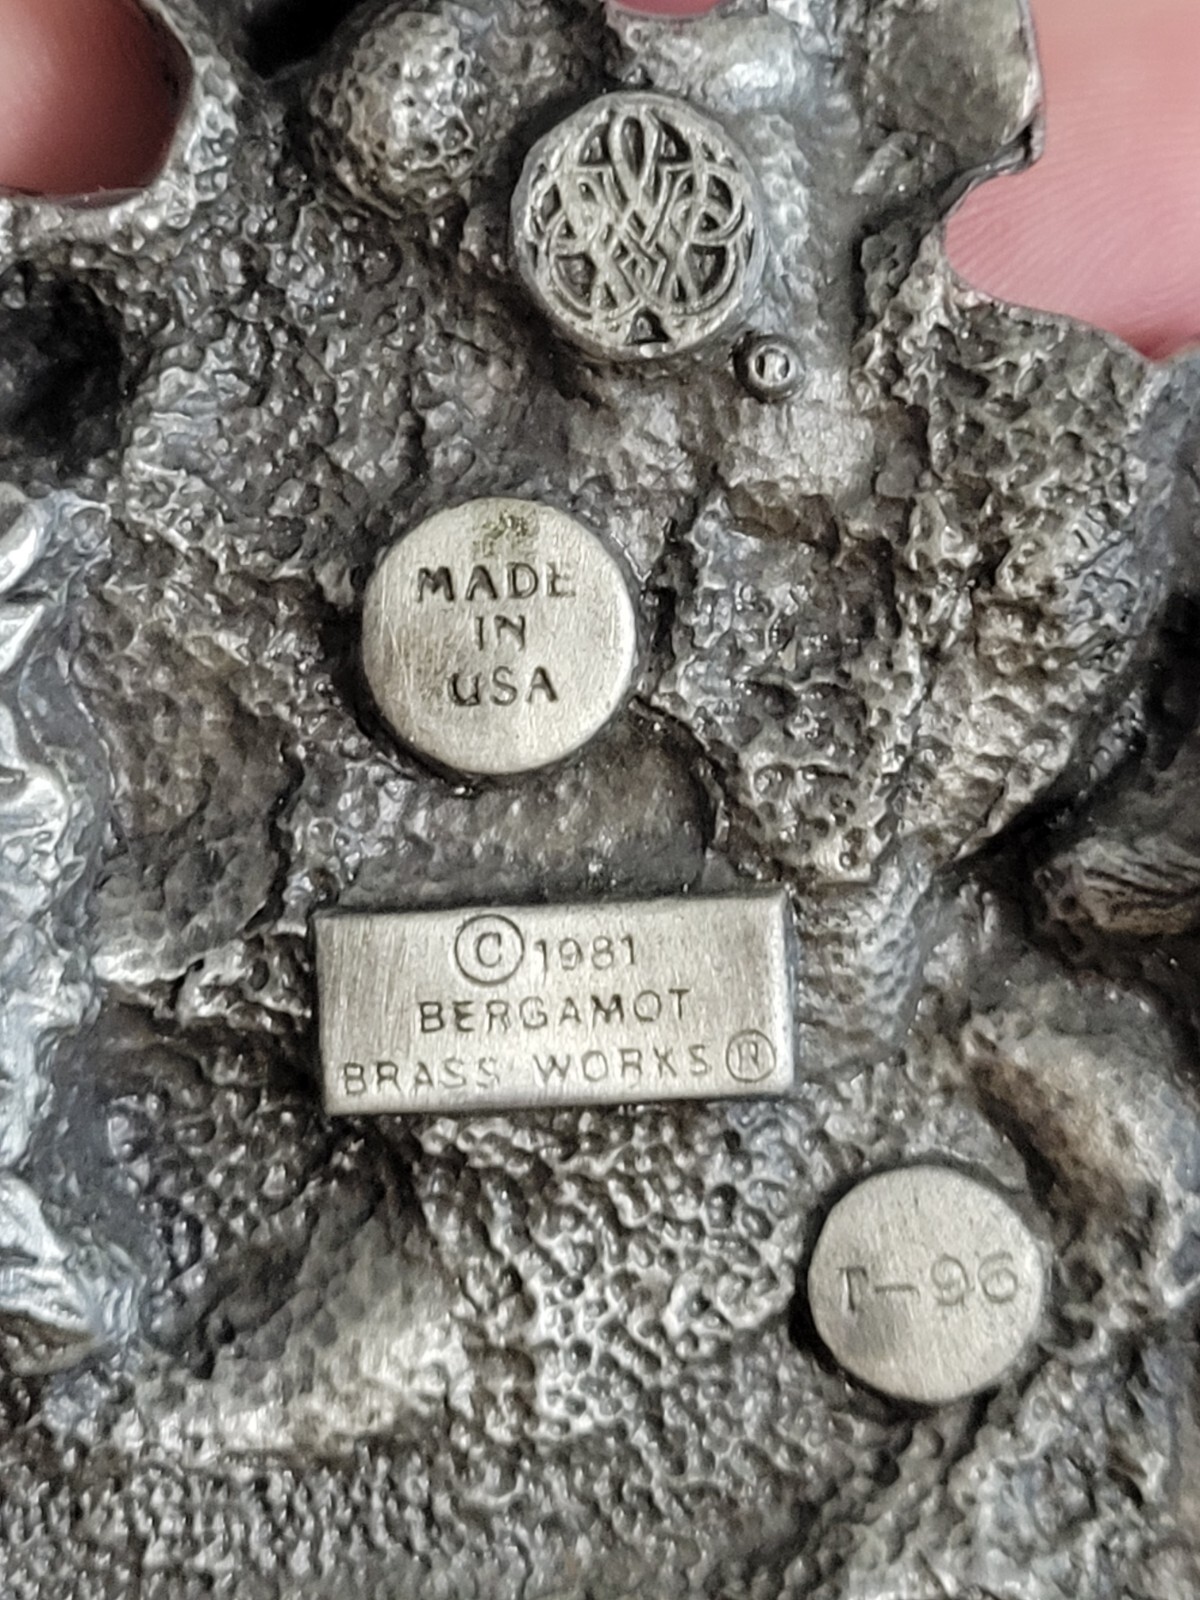 ®
MADE
IN
USA
© 1981
BERGAMOT
BRASS WORKS ®
T-96